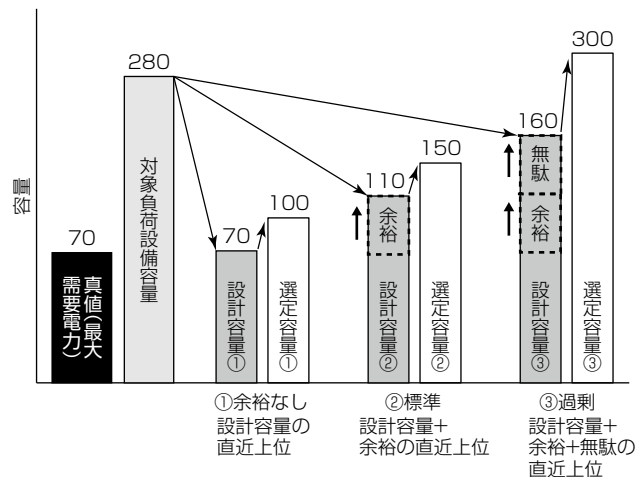 容量
70
真値（最大
需要電力）
280
対象負荷設備容量
70
設計容量①
100
選定容量①
110
余裕
設計容量②
150
選定容量②
160
無駄
余裕
設計容量③
300
選定容量③
①余裕なし
設計容量の
直近上位
②標準
設計容量＋
余裕の直近上位
③過剰
設計容量＋
余裕＋無駄の
直近上位